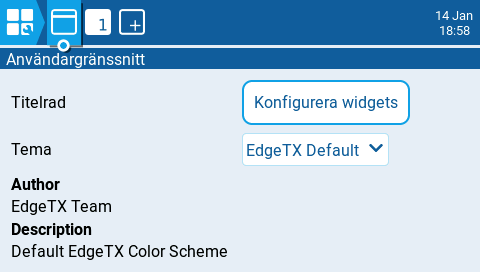 1
14 Jan
18:58
Användargränssnitt
Titelrad
Konfigurera widgets
Tema
EdgeTX Default
Author
EdgeTX Team
Description
Default EdgeTX Color Scheme